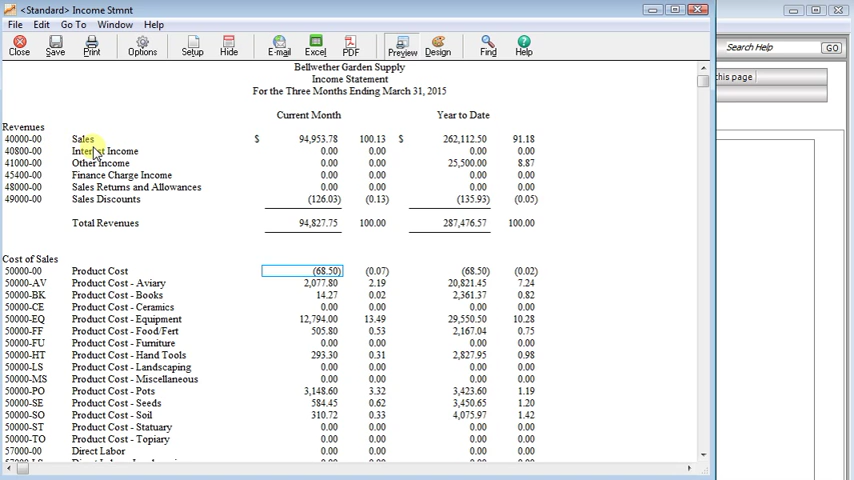 <Standard> Income Stmnt
File Edit Go To Window Help
Close Save Print Options Setup Hide E-mail Excel PDF Preview Design Find Help
Search Help GO
this page
Bellwether Garden Supply
Income Statement
For the Three Months Ending March 31, 2015
Current Month Year to Date
Revenues
40000-00 Sales $ 94,953.78 100.13 $ 262,112.50 91.18
40800-00 Interest Income 0.00 0.00 0.00 0.00
41000-00 Other Income 0.00 0.00 25,500.00 8.87
45400-00 Finance Charge Income 0.00 0.00 0.00 0.00
48000-00 Sales Returns and Allowances 0.00 0.00 0.00 0.00
49000-00 Sales Discounts (126.03) (0.13) (135.93) (0.05)
Total Revenues 94,827.75 100.00 287,476.57 100.00
Cost of Sales
50000-00 Product Cost (68.50) (0.07) (68.50) (0.02)
50000-AV Product Cost - Aviary 2,077.80 2.19 20,821.45 7.24
50000-BK Product Cost - Books 14.27 0.02 2,361.37 0.82
50000-CE Product Cost - Ceramics 0.00 0.00 0.00 0.00
50000-EQ Product Cost - Equipment 12,794.00 13.49 29,550.50 10.28
50000-FF Product Cost - Food/Fert 505.80 0.53 2,167.04 0.75
50000-FU Product Cost - Furniture 0.00 0.00 0.00 0.00
50000-HT Product Cost - Hand Tools 293.30 0.31 2,827.95 0.98
50000-LS Product Cost - Landscaping 0.00 0.00 0.00 0.00
50000-MS Product Cost - Miscellaneous 0.00 0.00 0.00 0.00
50000-PO Product Cost - Pots 3,148.60 3.32 3,423.60 1.19
50000-SE Product Cost - Seeds 584.45 0.62 3,450.65 1.20
50000-SO Product Cost - Soil 310.72 0.33 4,075.97 1.42
50000-ST Product Cost - Statuary 0.00 0.00 0.00 0.00
50000-TO Product Cost - Topiary 0.00 0.00 0.00 0.00
57000-00 Direct Labor 0.00 0.00 0.00 0.00